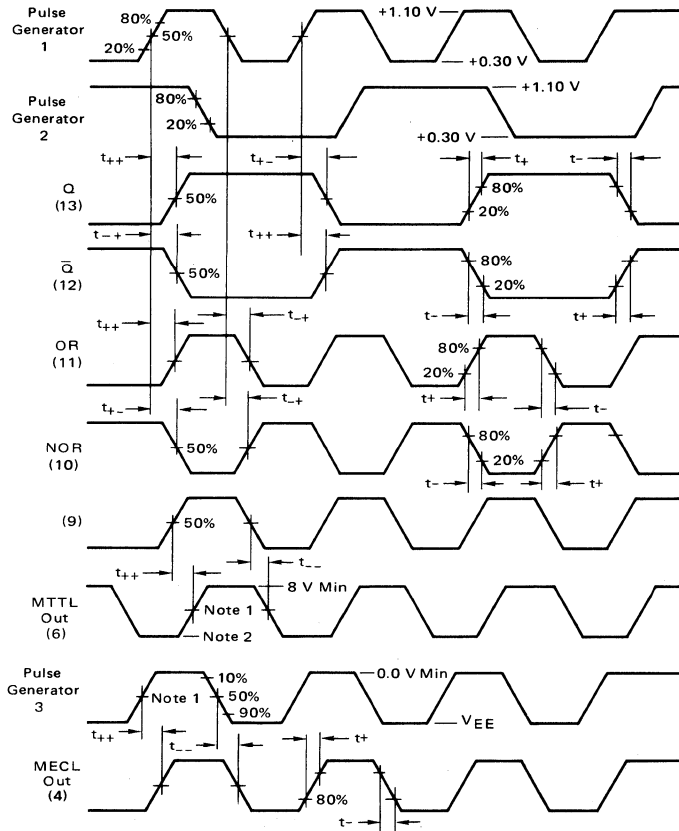 Pulse
Generator
1
80%
50%
20%
+1.10 V
+0.30 V
Pulse
Generator
2
80%
20%
+1.10 V
+0.30 V
Q
(13)
t++
50%
t+-
t+
80%
20%
t-
Q̅
(12)
t-+
50%
t++
80%
20%
t-
t+
OR
(11)
t++
t-+
80%
20%
t+
t-
NOR
(10)
t+-
50%
t-+
80%
20%
t-
t+
(9)
50%
t++
t--
MTTL
Out
(6)
8 V Min
Note 1
Note 2
Pulse
Generator
3
10%
Note 1
50%
90%
0.0 V Min
VEE
t++
t--
MECL
Out
(4)
t+
80%
t-